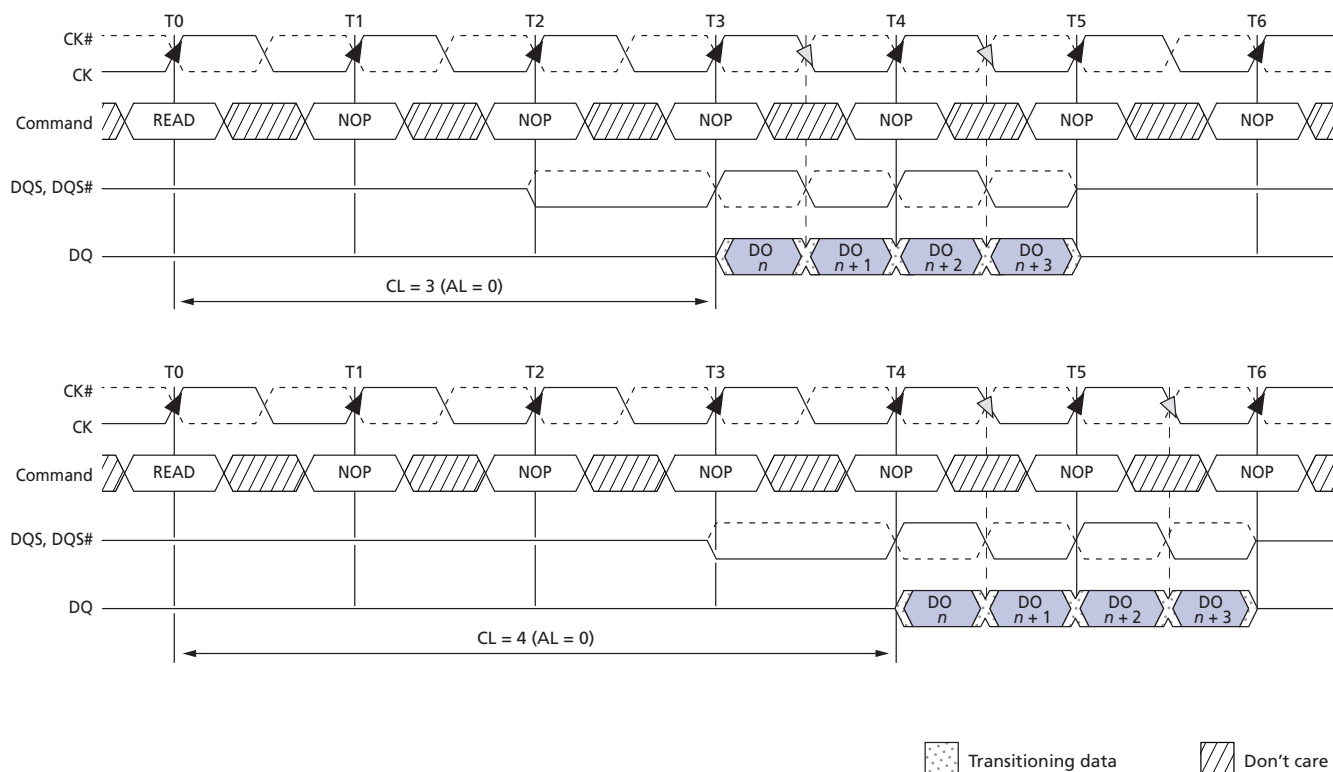 T0 T1 T2 T3 T4 T5 T6
CK#
CK
Command READ NOP NOP NOP NOP NOP NOP
DQS, DQS#
DQ DO n DO n + 1 DO n + 2 DO n + 3
CL = 3 (AL = 0)
T0 T1 T2 T3 T4 T5 T6
CK#
CK
Command READ NOP NOP NOP NOP NOP NOP
DQS, DQS#
DQ DO n DO n + 1 DO n + 2 DO n + 3
CL = 4 (AL = 0)
Transitioning data Don’t care